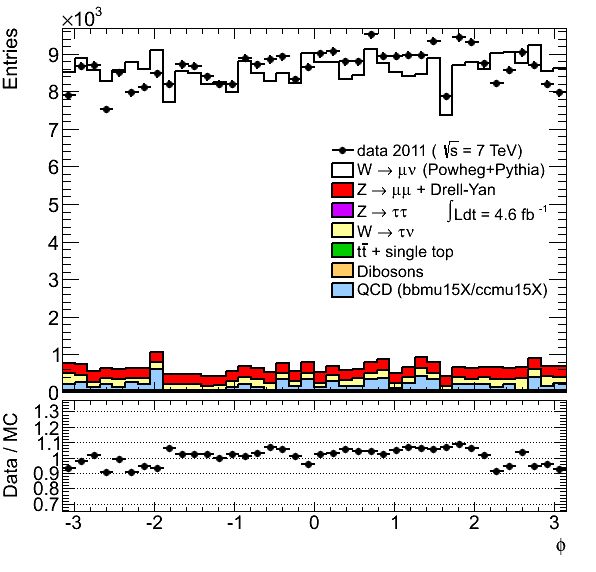 ×10³
Entries
9
8
7
6
5
4
3
2
1
0
data 2011 ( √s = 7 TeV)
W → μν (Powheg+Pythia)
Z → μμ + Drell-Yan
Z → ττ ∫Ldt = 4.6 fb⁻¹
W → τν
tt̄ + single top
Dibosons
QCD (bbmu15X/ccmu15X)
Data / MC
1.3
1.2
1.1
1
0.9
0.8
0.7
-3 -2 -1 0 1 2 3
ϕ